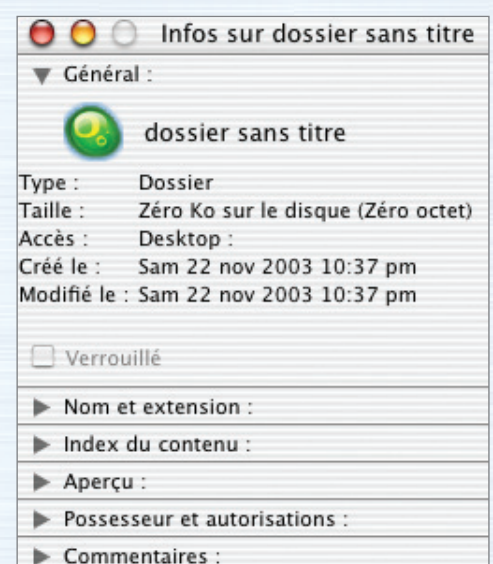 Infos sur dossier sans titre
Général :
dossier sans titre
Type : Dossier
Taille : Zéro Ko sur le disque (Zéro octet)
Accès : Desktop :
Créé le : Sam 22 nov 2003 10:37 pm
Modifié le : Sam 22 nov 2003 10:37 pm
Verrouillé
Nom et extension :
Index du contenu :
Aperçu :
Possesseur et autorisations :
Commentaires :